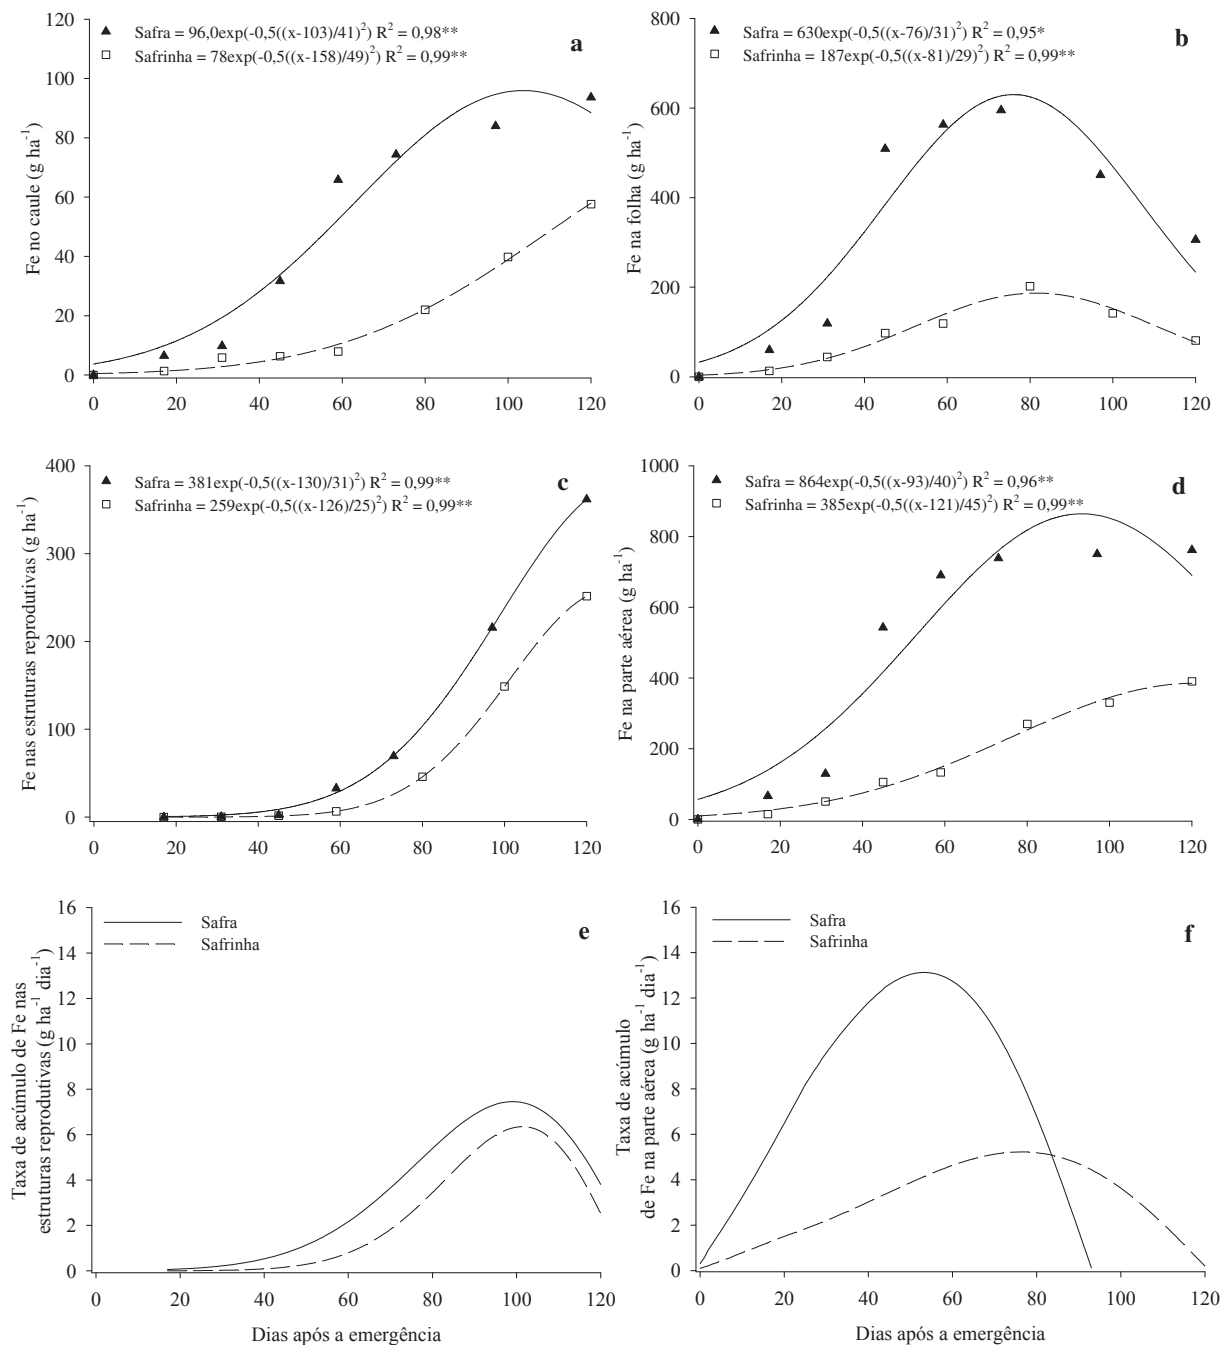 Safra = 96,0exp(-0,5((x-103)/41)²) R² = 0,98**
Safrinha = 78exp(-0,5((x-158)/49)²) R² = 0,99**
a
Fe no caule (g ha⁻¹)
120
100
80
60
40
20
0
0 20 40 60 80 100 120
Safra = 630exp(-0,5((x-76)/31)²) R² = 0,95*
Safrinha = 187exp(-0,5((x-81)/29)²) R² = 0,99**
b
Fe na folha (g ha⁻¹)
800
600
400
200
0
0 20 40 60 80 100 120
Safra = 381exp(-0,5((x-130)/31)²) R² = 0,99**
Safrinha = 259exp(-0,5((x-126)/25)²) R² = 0,99**
c
Fe nas estruturas reprodutivas (g ha⁻¹)
400
300
200
100
0
0 20 40 60 80 100 120
Safra = 864exp(-0,5((x-93)/40)²) R² = 0,96**
Safrinha = 385exp(-0,5((x-121)/45)²) R² = 0,99**
d
Fe na parte aérea (g ha⁻¹)
1000
800
600
400
200
0
0 20 40 60 80 100 120
Safra
Safrinha
e
Taxa de acúmulo de Fe nas
estruturas reprodutivas (g ha⁻¹ dia⁻¹)
16
14
12
10
8
6
4
2
0
0 20 40 60 80 100 120
Dias após a emergência
Safra
Safrinha
f
Taxa de acúmulo
de Fe na parte aérea (g ha⁻¹ dia⁻¹)
16
14
12
10
8
6
4
2
0
0 20 40 60 80 100 120
Dias após a emergência